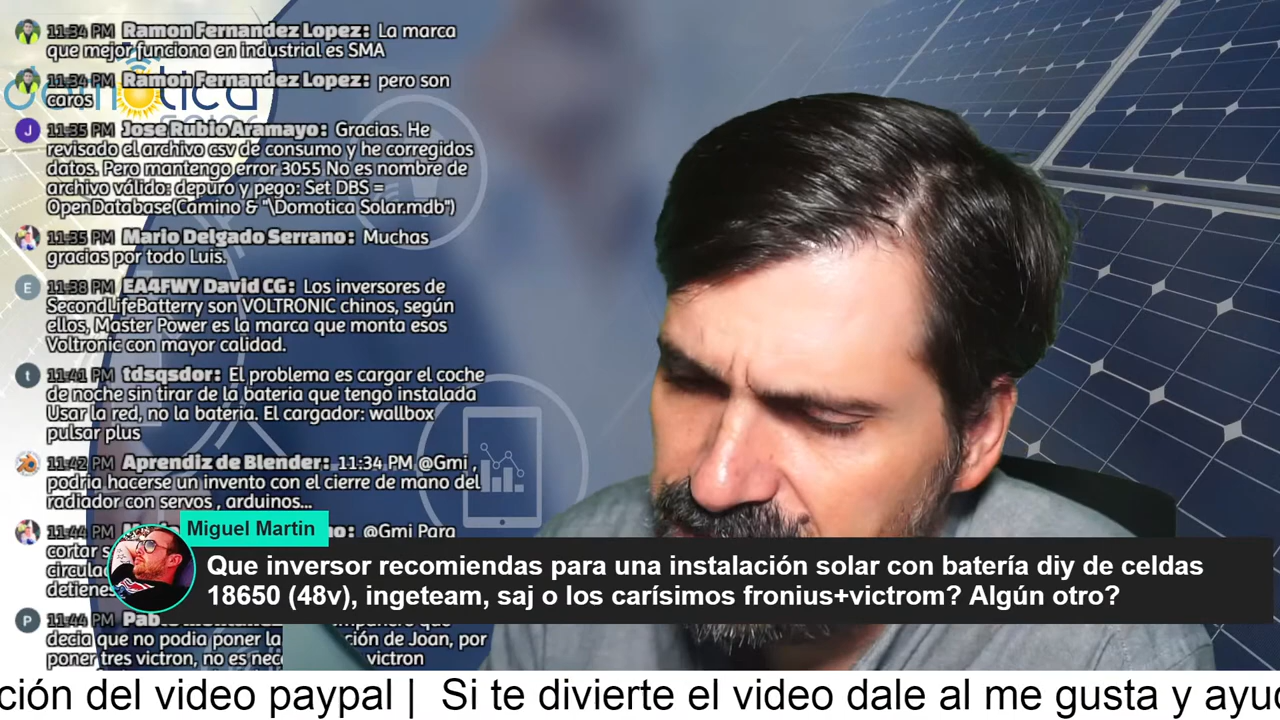 11:34 PM Ramon Fernandez Lopez: La marca
que mejor funciona en industrial es SMA
11:34 PM Ramon Fernandez Lopez: pero son
caros
domotica
11:35 PM Jose Rubio Aramayo: Gracias. He
revisado el archivo csv de consumo y he corregidos
datos. Pero mantengo error 3055 No es nombre de
archivo válido: depuro y pego: Set DBS =
OpenDatabase(Camino & "\Domotica Solar.mdb")
11:35 PM Mario Delgado Serrano: Muchas
gracias por todo Luis.
11:38 PM EA4FWY David CG: Los inversores de
SecondLifeBatterry son VOLTRONIC chinos, según
ellos, Master Power es la marca que monta esos
Voltronic con mayor calidad.
11:41 PM tdsqsdor: El problema es cargar el coche
de noche sin tirar de la bateria que tengo instalada
Usar la red, no la bateria. El cargador: wallbox
pulsar plus
11:42 PM Aprendiz de Blender: 11:34 PM @Gmi ,
podria hacerse un invento con el cierre de mano del
radiador con servos , arduinos...
11:44 PM @Gmi Para
cortar
detienes
Miguel Martin
Que inversor recomiendas para una instalación solar con batería diy de celdas
18650 (48v), ingeteam, saj o los carísimos fronius+victrom? Algún otro?
11:44 PM
decia que no podia poner la ción de Joan, por
poner tres victron, no es victron
ción del video paypal | Si te divierte el video dale al me gusta y ayu